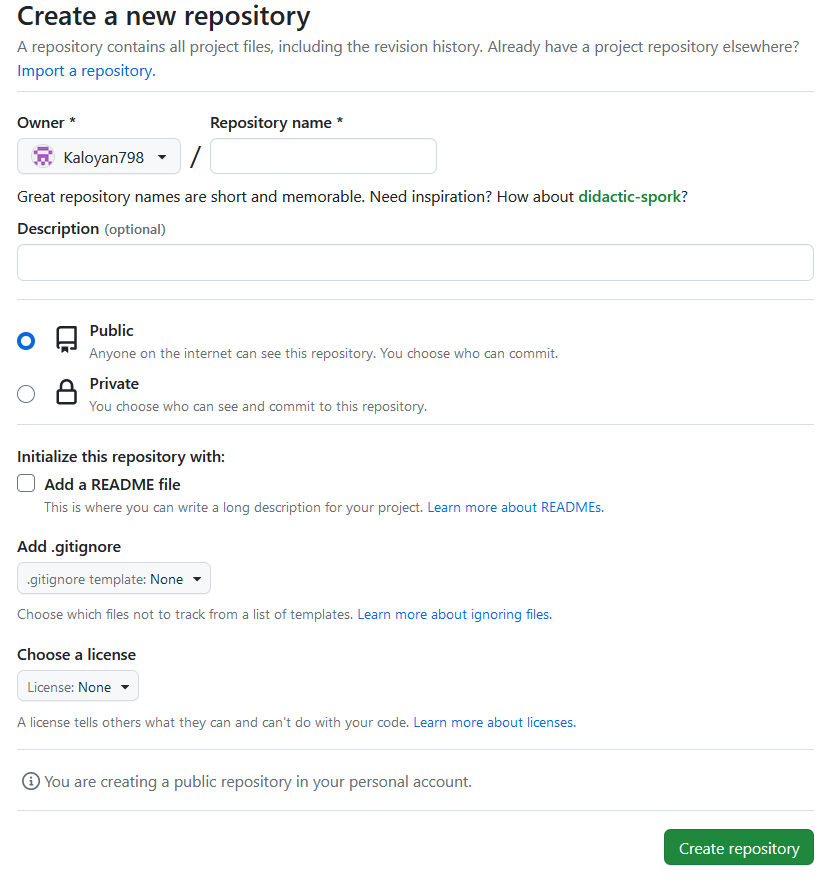 Create a new repository
A repository contains all project files, including the revision history. Already have a project repository elsewhere?
Import a repository.
Owner * Repository name *
Kaloyan798 /
Great repository names are short and memorable. Need inspiration? How about didactic-spork?
Description (optional)
Public
Anyone on the internet can see this repository. You choose who can commit.
Private
You choose who can see and commit to this repository.
Initialize this repository with:
Add a README file
This is where you can write a long description for your project. Learn more about READMEs.
Add .gitignore
.gitignore template: None
Choose which files not to track from a list of templates. Learn more about ignoring files.
Choose a license
License: None
A license tells others what they can and can't do with your code. Learn more about licenses.
You are creating a public repository in your personal account.
Create repository